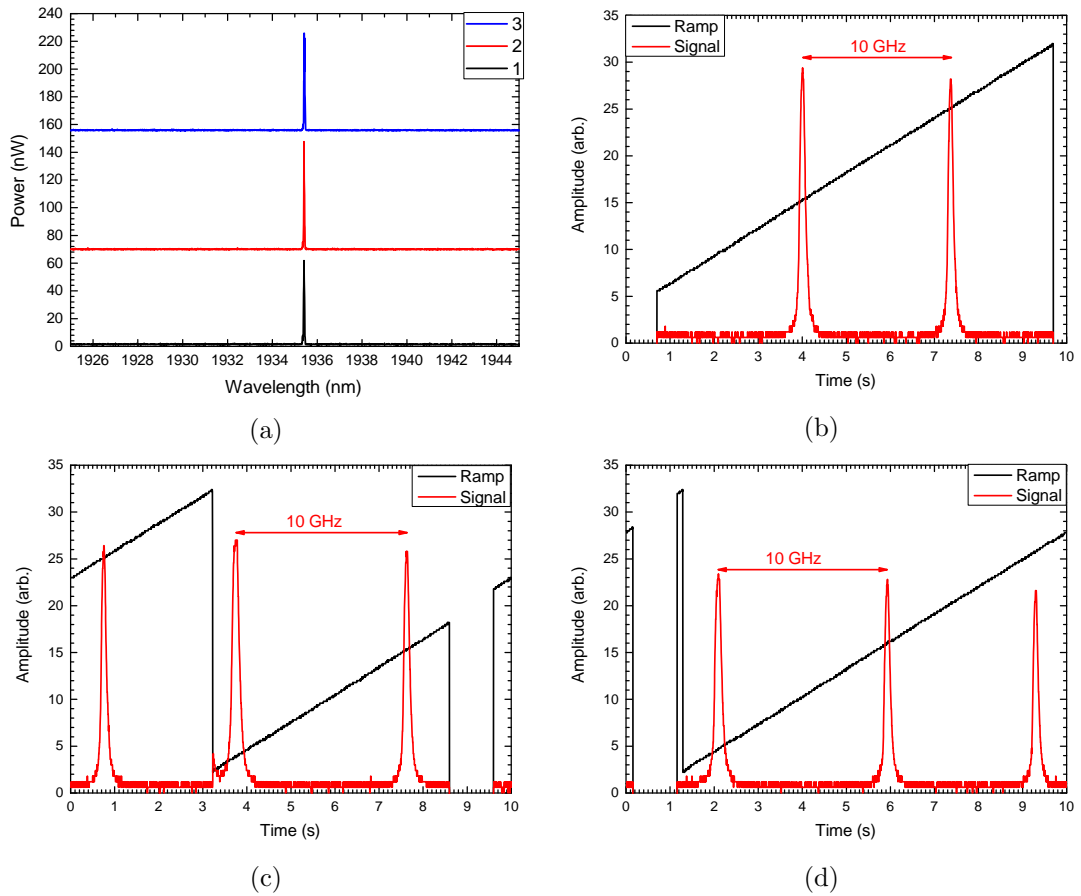 220
200
180
160
140
120
100
80
60
40
20
0
Power (nW)
3
2
1
1926 1928 1930 1932 1934 1936 1938 1940 1942 1944
Wavelength (nm)
(a)
35
30
25
20
15
10
5
0
Amplitude (arb.)
Ramp
Signal
10 GHz
0 1 2 3 4 5 6 7 8 9 10
Time (s)
(b)
35
30
25
20
15
10
5
0
Amplitude (arb.)
Ramp
Signal
10 GHz
0 1 2 3 4 5 6 7 8 9 10
Time (s)
(c)
35
30
25
20
15
10
5
0
Amplitude (arb.)
Ramp
Signal
10 GHz
0 1 2 3 4 5 6 7 8 9 10
Time (s)
(d)